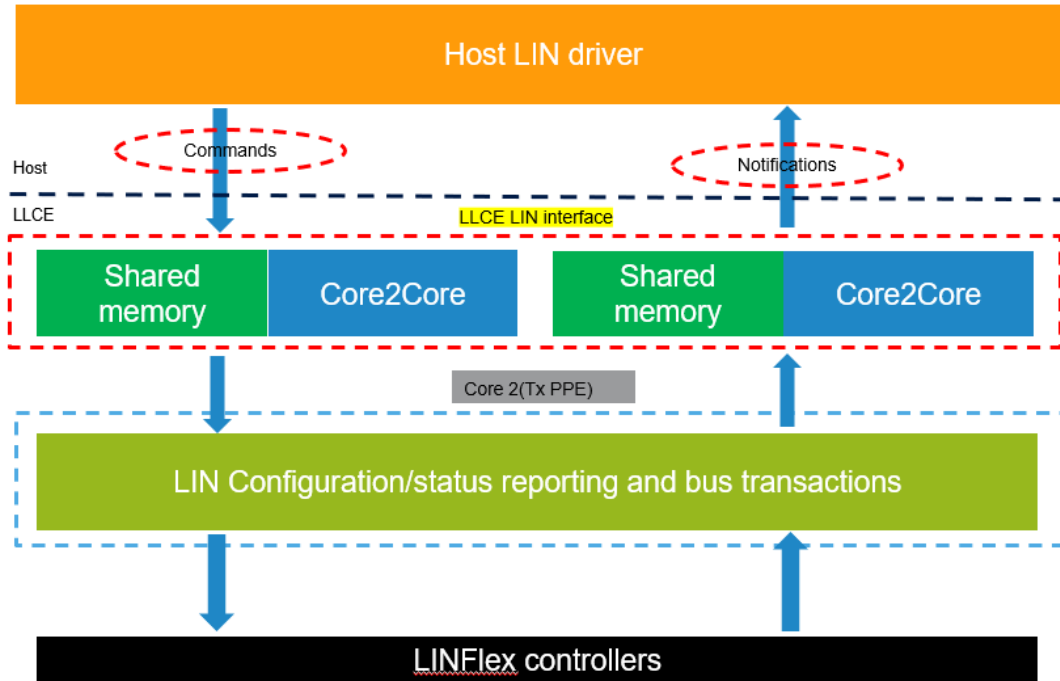 Host LIN driver
Commands
Notifications
Host
LLCE
LLCE LIN interface
Shared
memory
Core2Core
Shared
memory
Core2Core
Core 2(Tx PPE)
LIN Configuration/status reporting and bus transactions
LINFlex controllers